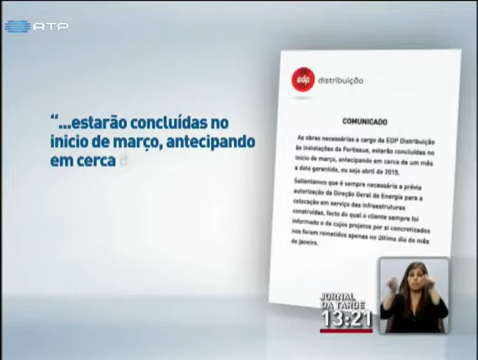 RTP
"...estarão concluídas no
inicio de março, antecipando
em cerca d
edp distribuição
COMUNICADO
As obras necessárias a cargo da EDP Distribuição
às instalações da Fortissue, estarão concluídas no
inicio de março, antecipando em cerca de um mês
a data garantida, ou seja abril de 2015.
Salientamos que é sempre necessária a prévia
autorização da Direção Geral de Energia para a
colocação em serviço das infraestruturas
construídas, facto do qual o cliente sempre foi
informado e de cujos projetos por si concretizados
nos foram remetidos apenas no último dia do mês
de janeiro.
JORNAL
DA TARDE
13:21